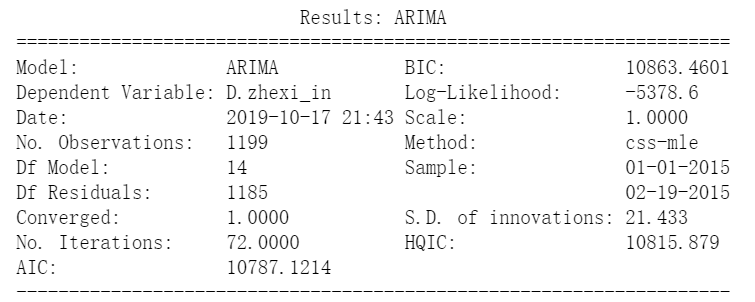 Results: ARIMA
====================================================================
Model:              ARIMA            BIC:                 10863.4601
Dependent Variable: D.zhexi_in       Log-Likelihood:      -5378.6
Date:               2019-10-17 21:43 Scale:               1.0000
No. Observations:   1199             Method:              css-mle
Df Model:           14               Sample:              01-01-2015
Df Residuals:       1185                                  02-19-2015
Converged:          1.0000           S.D. of innovations: 21.433
No. Iterations:     72.0000          HQIC:                10815.879
AIC:                10787.1214
--------------------------------------------------------------------